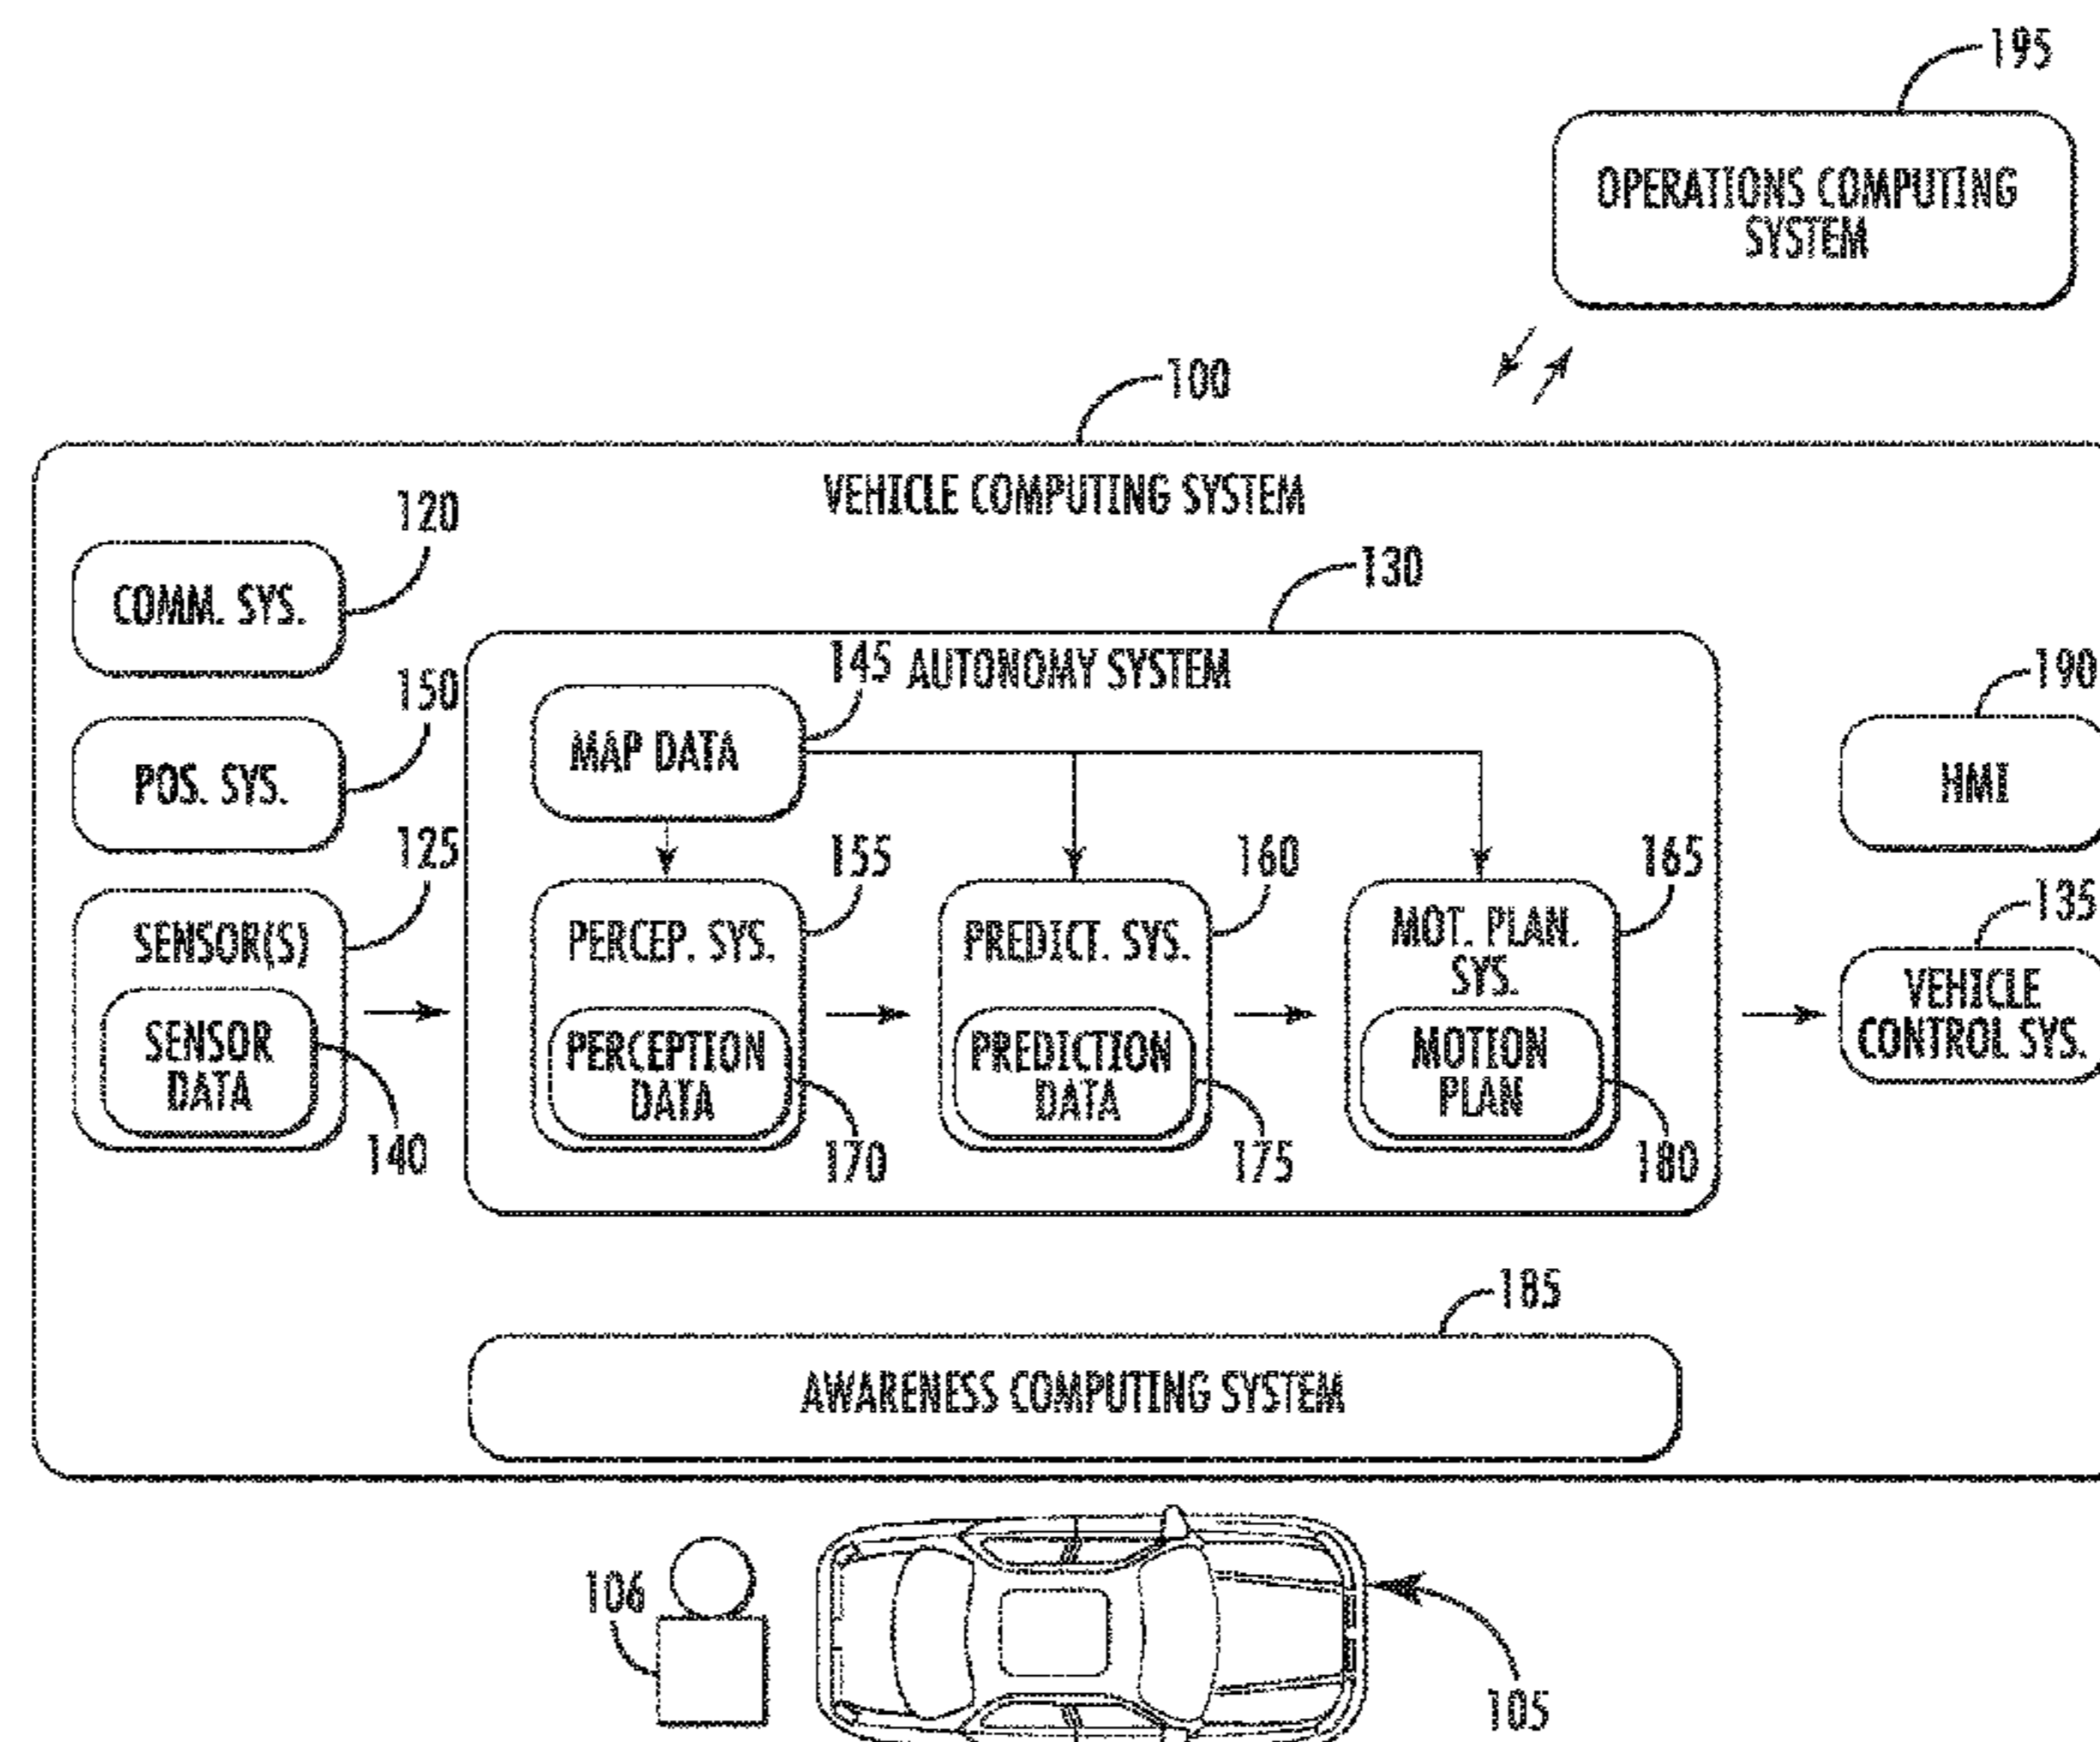 195
OPERATIONS COMPUTING
SYSTEM
100
VEHICLE COMPUTING SYSTEM
120
COMM. SYS.
130
150
145
AUTONOMY SYSTEM
190
POS. SYS.
MAP DATA
HMI
125
155
160
165
135
SENSOR(S)
PERCEP. SYS.
PREDICT. SYS.
MOT. PLAN.
SYS.
VEHICLE
CONTROL SYS.
SENSOR
DATA
PERCEPTION
DATA
PREDICTION
DATA
MOTION
PLAN
140
170
175
180
185
AWARENESS COMPUTING SYSTEM
106
105